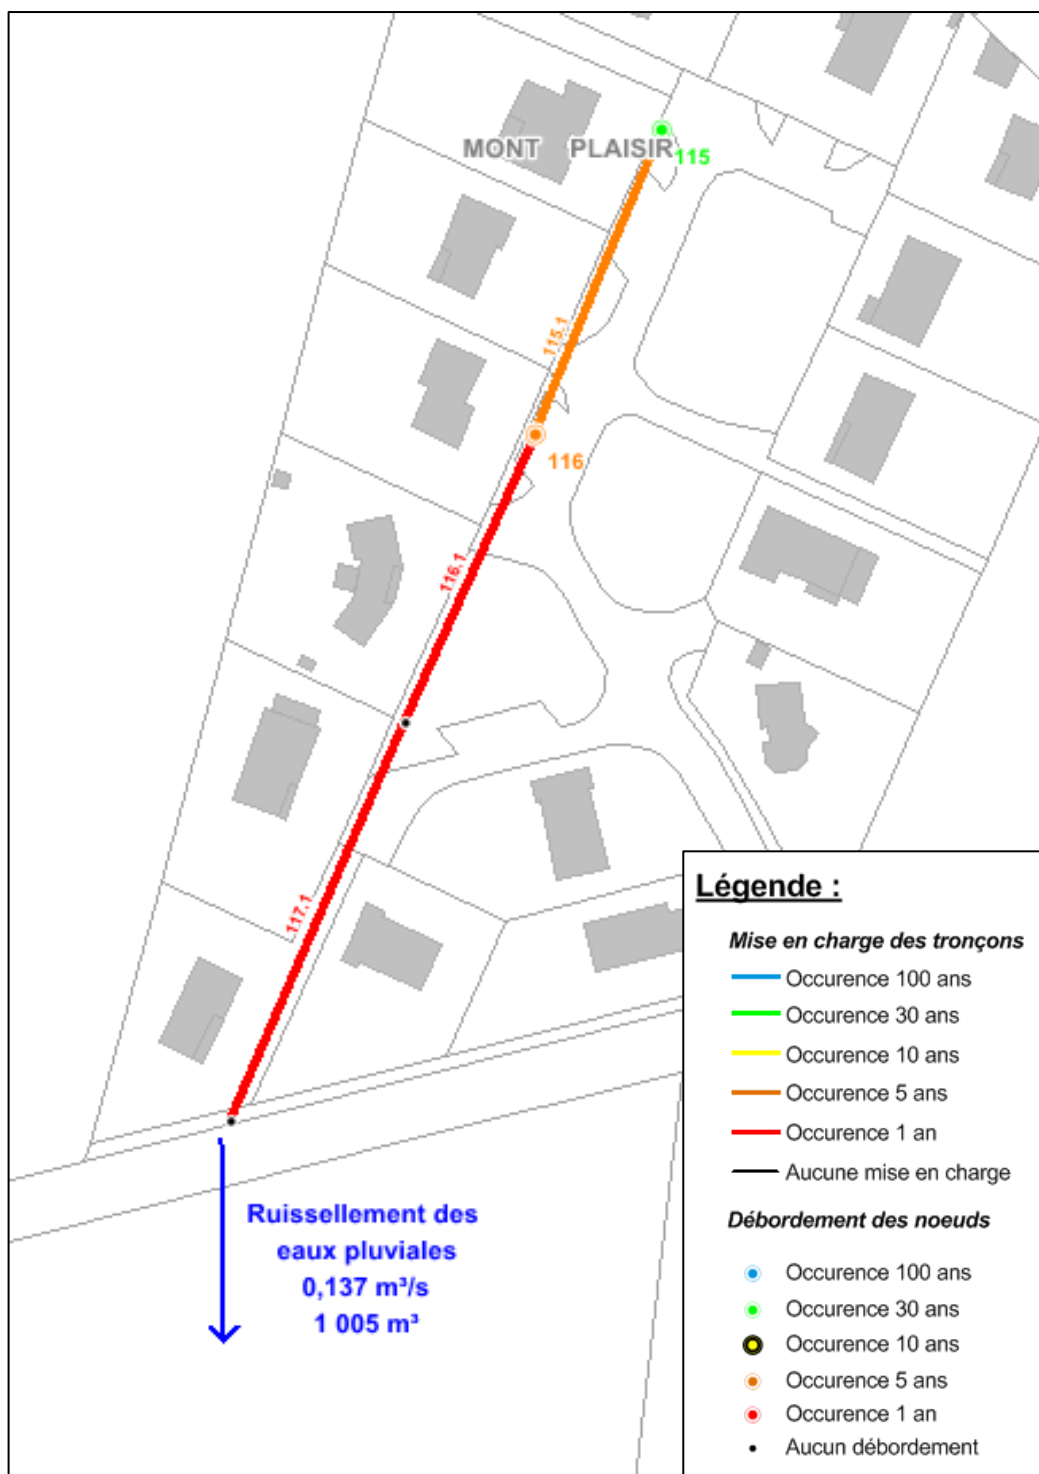 MONT PLAISIR
115
115.1
116
116.1
117.1
Ruissellement des
eaux pluviales
0,137 m³/s
1 005 m³
Légende :
Mise en charge des tronçons
Occurence 100 ans
Occurence 30 ans
Occurence 10 ans
Occurence 5 ans
Occurence 1 an
Aucune mise en charge
Débordement des noeuds
Occurence 100 ans
Occurence 30 ans
Occurence 10 ans
Occurence 5 ans
Occurence 1 an
Aucun débordement